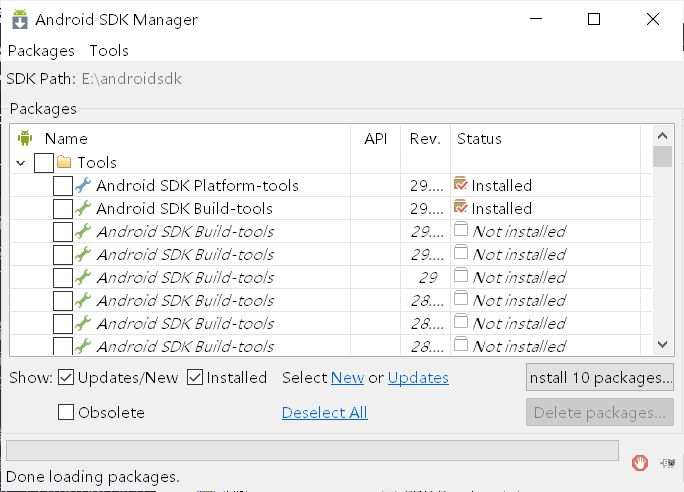 Android SDK Manager
Packages Tools
SDK Path: E:\androidsdk
Packages
Name API Rev. Status
Tools
Android SDK Platform-tools 29.... Installed
Android SDK Build-tools 29.... Installed
Android SDK Build-tools 29.... Not installed
Android SDK Build-tools 29.... Not installed
Android SDK Build-tools 29 Not installed
Android SDK Build-tools 28.... Not installed
Android SDK Build-tools 28.... Not installed
Android SDK Build-tools 28.... Not installed
Show: Updates/New Installed Select New or Updates nstall 10 packages...
Obsolete Deselect All Delete packages...
Done loading packages.